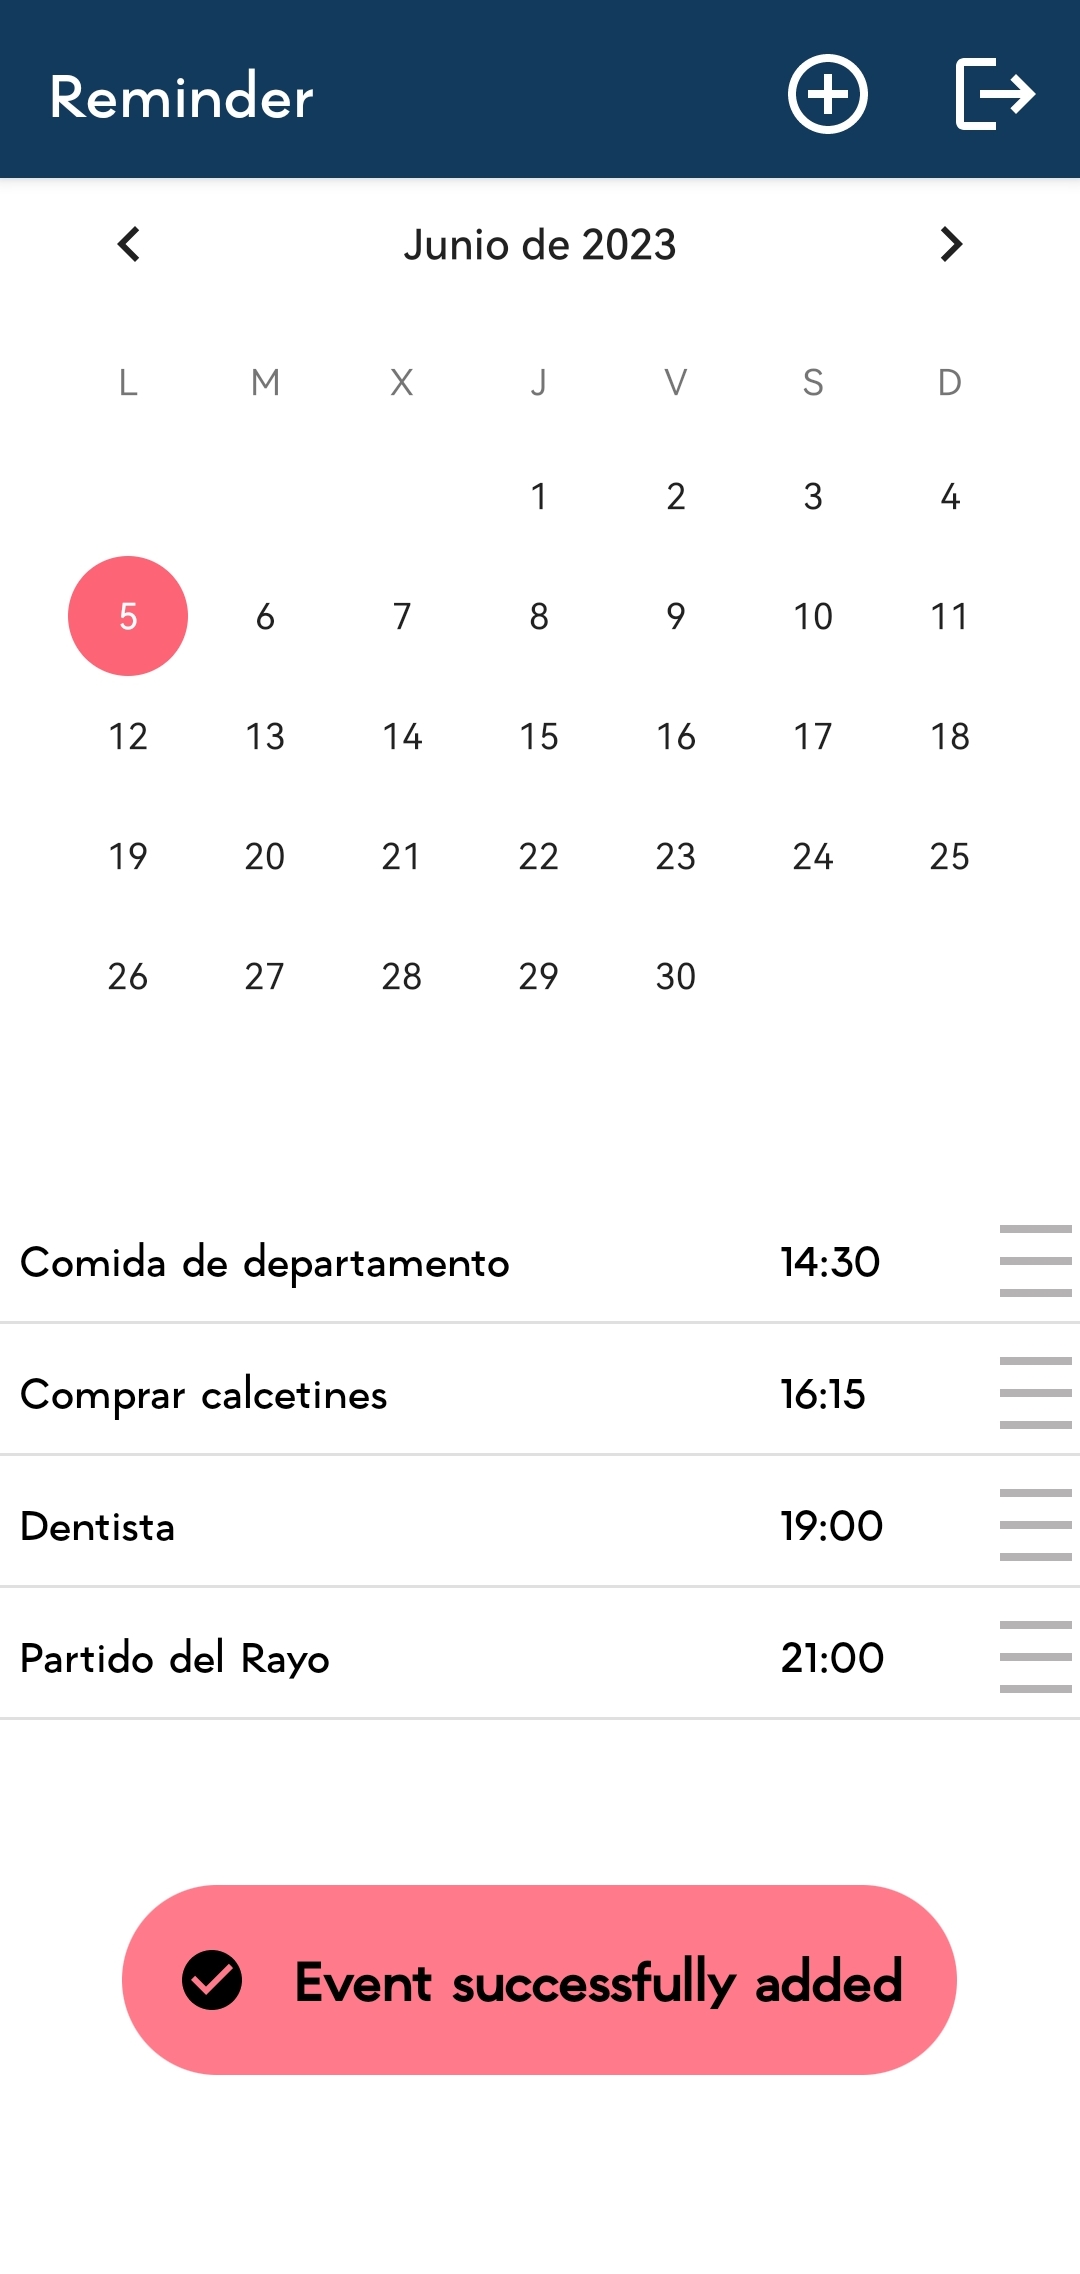 Reminder
Junio de 2023
L M X J V S D
1 2 3 4
5 6 7 8 9 10 11
12 13 14 15 16 17 18
19 20 21 22 23 24 25
26 27 28 29 30
Comida de departamento 14:30
Comprar calcetines 16:15
Dentista 19:00
Partido del Rayo 21:00
Event successfully added